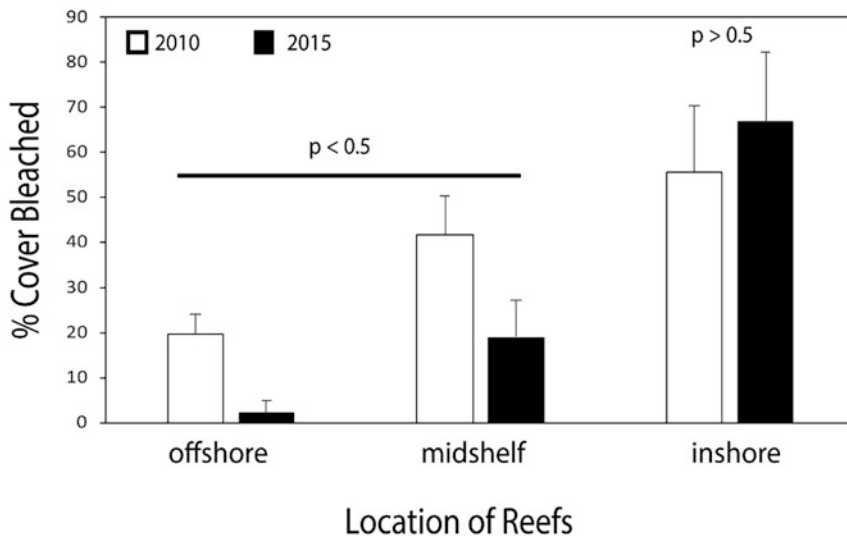 % Cover Bleached
90
80
70
60
50
40
30
20
10
0
2010 2015
p < 0.5
p > 0.5
offshore midshelf inshore
Location of Reefs